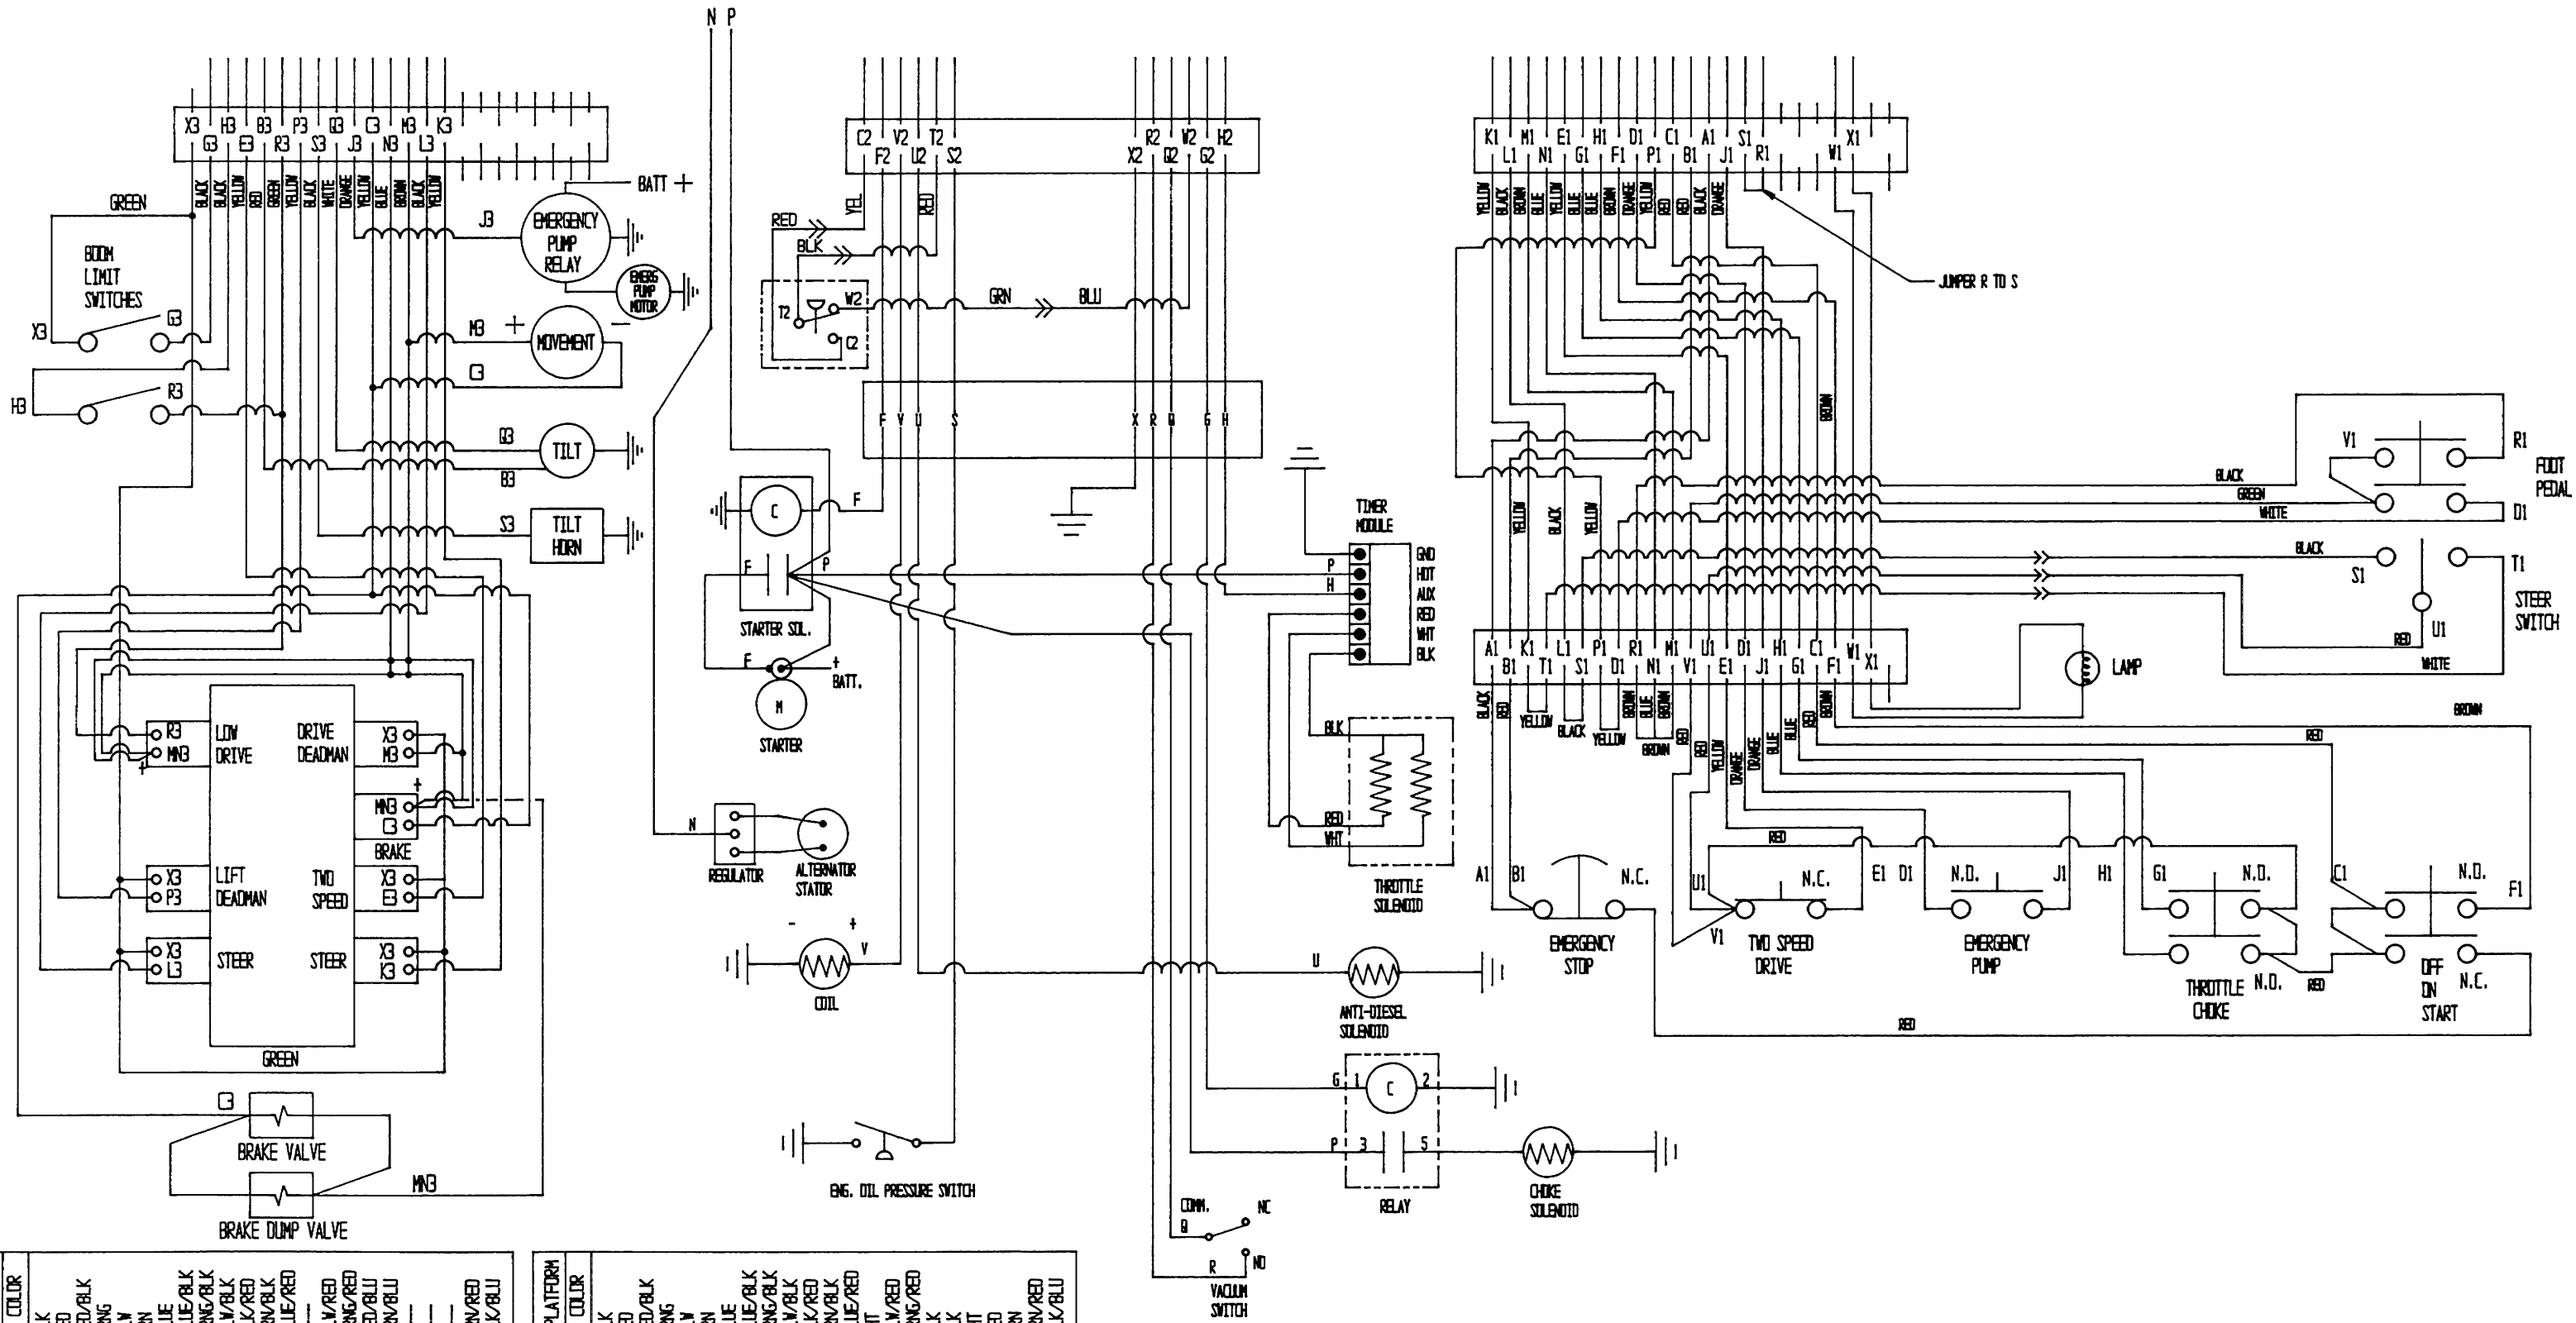 N P
X3 H3 B3 P3 Q3 C3 M3 K3
G3 E3 R3 S3 J3 N3 L3
BLACK BLACK YELLOW RED GREEN YELLOW BLACK WHITE ORANGE YELLOW BLUE BROWN BLACK YELLOW
GREEN
BOOM
LIMIT
SWITCHES
X3 G3
H3 R3
J3
EMERGENCY
PUMP
RELAY
BATT +
EMERG
PUMP
MOTOR
M3 + MOVEMENT −
C3
Q3
TILT
B3
S3
TILT
HORN
R3 LOW
MN3 DRIVE
+
DRIVE X3
DEADMAN M3
+
MN3
C3
BRAKE
X3 LIFT
P3 DEADMAN
TWO X3
SPEED E3
X3 STEER
L3
STEER X3
K3
GREEN
C3
BRAKE VALVE
MN3
BRAKE DUMP VALVE
C2 V2 T2 R2 W2 H2
F2 U2 S2 X2 Q2 G2
YEL RED
RED
BLK
T2 W2
C2
GRN BLU
F V U S X R Q G H
C F
F P
STARTER SOL.
F + BATT.
M
STARTER
N
REGULATOR
ALTERNATOR
STATOR
- +
V
COIL
ENG. OIL PRESSURE SWITCH
TIMER
MODULE
GND
P HOT
H AUX
RED
WHT
BLK
BLK
RED
WHT
THROTTLE
SOLENOID
U
ANTI-DIESEL
SOLENOID
G 1 C 2
P 3 5
RELAY
CHOKE
SOLENOID
COMM. NC
Q
R NO
VACUUM
SWITCH
K1 M1 E1 H1 D1 C1 A1 S1 X1
L1 N1 G1 F1 P1 B1 J1 R1 W1
YELLOW BLACK BROWN BLUE YELLOW BLUE BLUE BROWN ORANGE YELLOW RED RED BLACK ORANGE
JUMPER R TO S
BROWN
YELLOW BLACK YELLOW
BLACK
GREEN
WHITE
V1 R1
D1
FOOT
PEDAL
BLACK
S1 T1
U1
RED
WHITE
STEER
SWITCH
A1 K1 L1 P1 R1 M1 U1 D1 H1 C1 W1
B1 T1 S1 D1 N1 V1 E1 J1 G1 F1 X1
BLACK RED YELLOW BLACK YELLOW BROWN BLUE BROWN BROWN RED RED YELLOW ORANGE ORANGE BLUE BLUE RED BROWN
LAMP
BROWN
RED
RED
A1 B1 N.C.
EMERGENCY
STOP
U1 N.C. E1
V1
TWO SPEED
DRIVE
D1 N.O. J1
EMERGENCY
PUMP
H1 G1 N.O.
THROTTLE N.O.
CHOKE
RED
C1 N.O. F1
OFF N.C.
ON
START
RED
COLOR
PLATFORM
COLOR